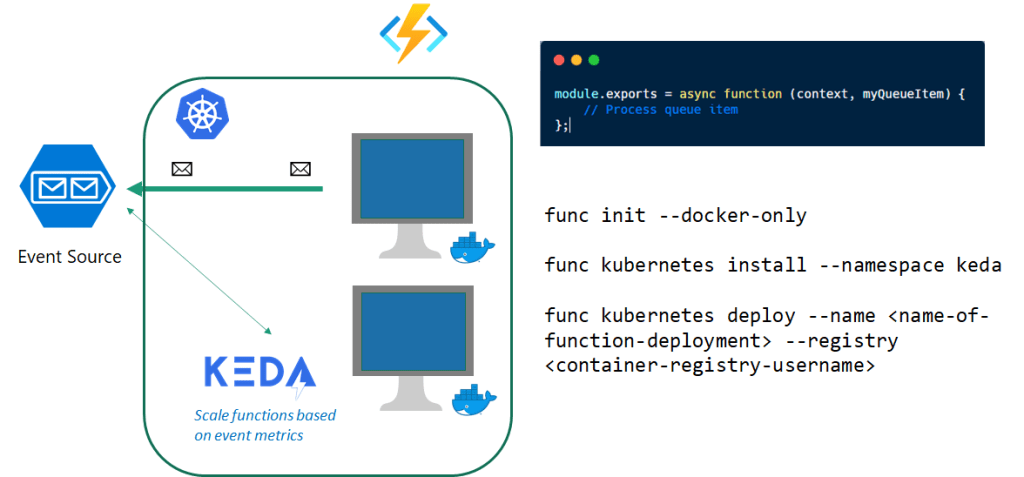 Event Source
KEDA
Scale functions based
on event metrics
module.exports = async function (context, myQueueItem) {
    // Process queue item
};
func init --docker-only
func kubernetes install --namespace keda
func kubernetes deploy --name <name-of-
function-deployment> --registry
<container-registry-username>